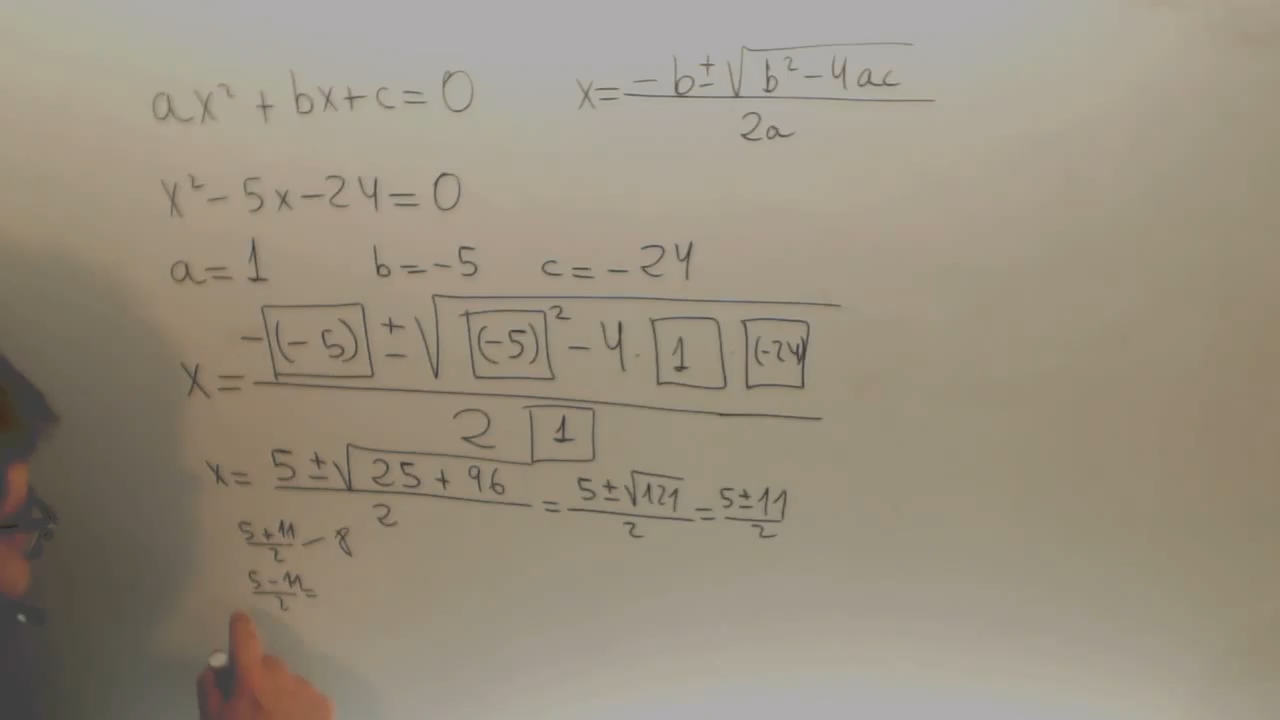 ax² + bx + c = 0 x = (-b ± √(b² - 4ac)) / 2a
x² - 5x - 24 = 0
a = 1 b = -5 c = -24
x = (-(-5) ± √((-5)² - 4 · 1 · (-24))) / 2 1
x = (5 ± √(25 + 96)) / 2 = (5 ± √121) / 2 = (5 ± 11) / 2
(5 + 11) / 2 - 8
(5 - 11) / 2 =